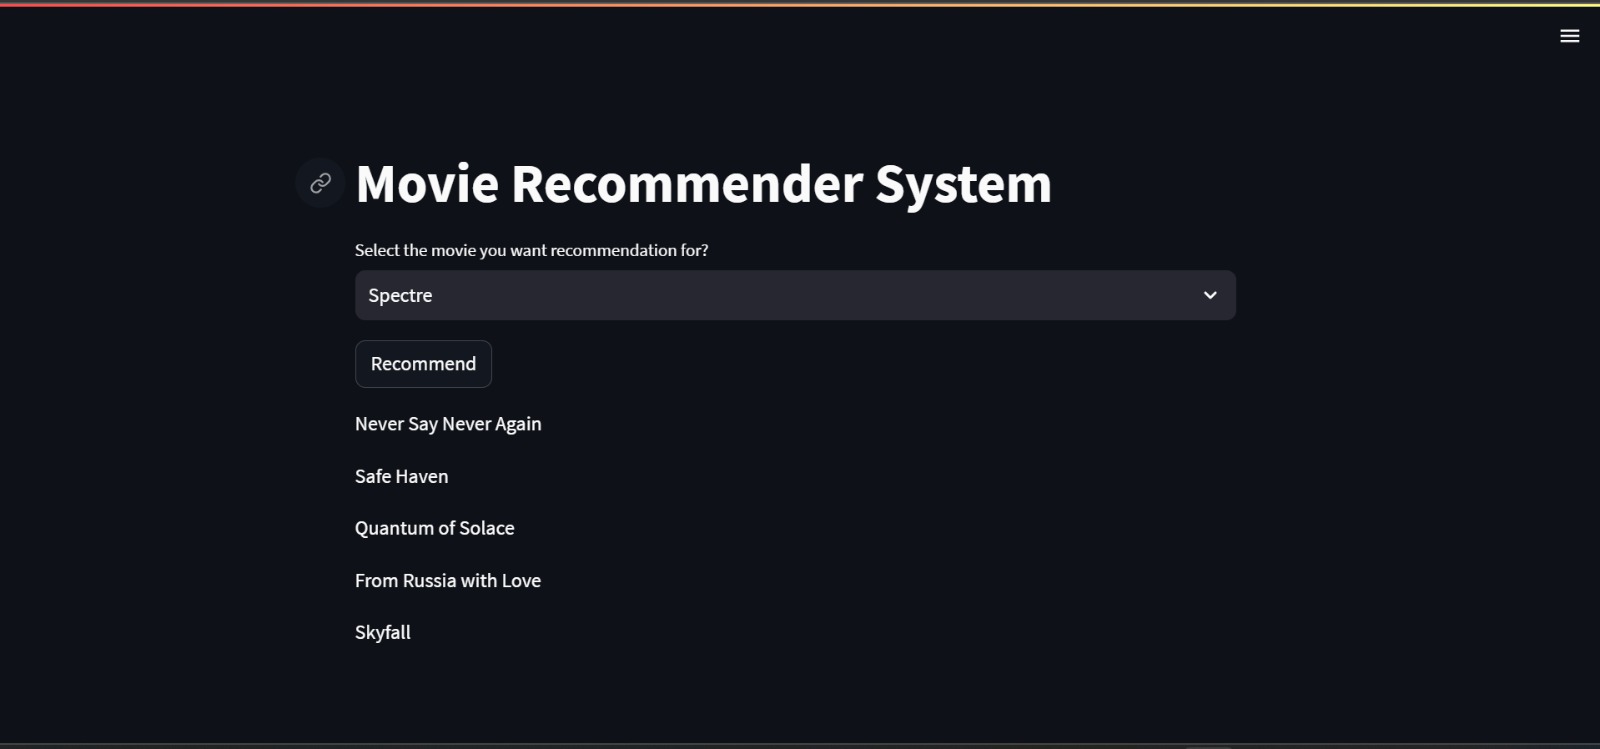 Movie Recommender System
Select the movie you want recommendation for?
Spectre
Recommend
Never Say Never Again
Safe Haven
Quantum of Solace
From Russia with Love
Skyfall